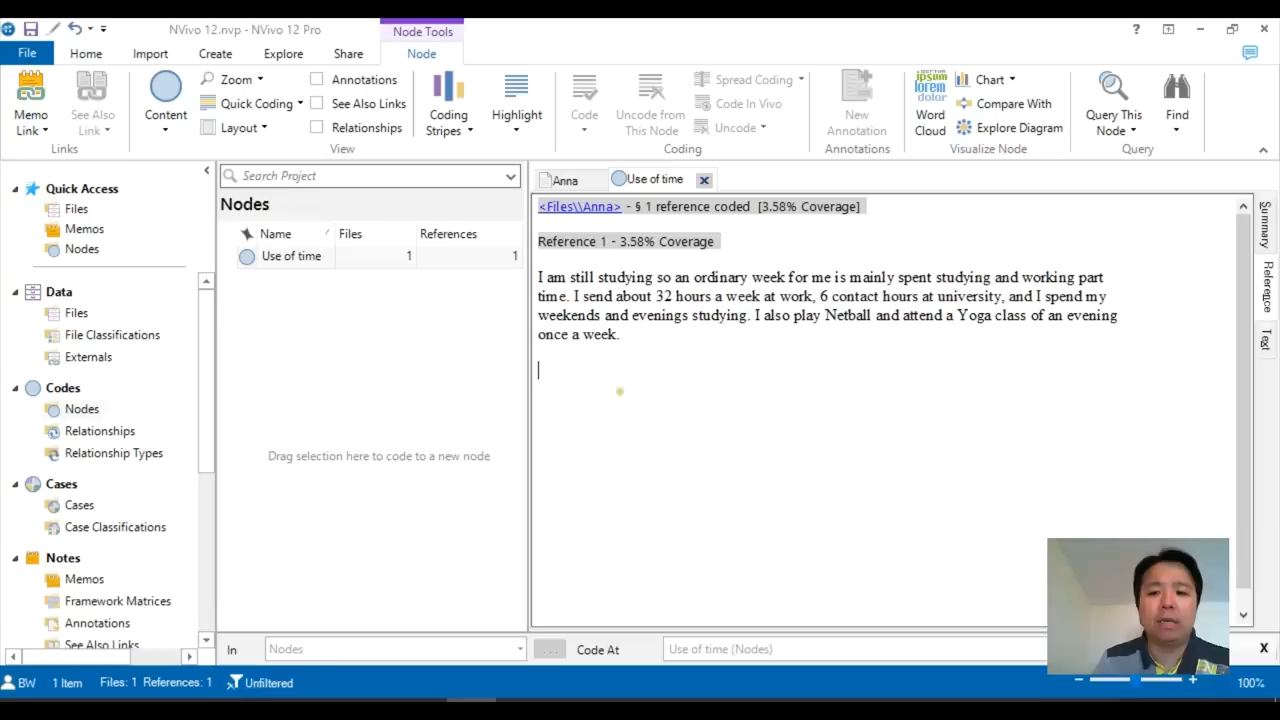 NVivo 12.nvp - NVivo 12 Pro
Node Tools
?
File
Home
Import
Create
Explore
Share
Node
Memo Link
See Also Link
Links
Content
Zoom
Quick Coding
Layout
Annotations
See Also Links
Relationships
View
Coding Stripes
Highlight
Code
Uncode from This Node
Spread Coding
Code In Vivo
Uncode
Coding
New Annotation
Annotations
Word Cloud
Chart
Compare With
Explore Diagram
Visualize Node
Query This Node
Find
Query
Quick Access
Files
Memos
Nodes
Data
Files
File Classifications
Externals
Codes
Nodes
Relationships
Relationship Types
Cases
Cases
Case Classifications
Notes
Memos
Framework Matrices
Annotations
See Also Links
Search Project
Nodes
Name Files References
Use of time 1 1
Drag selection here to code to a new node
Anna
Use of time
<Files\\Anna> - § 1 reference coded [3.58% Coverage]
Reference 1 - 3.58% Coverage
I am still studying so an ordinary week for me is mainly spent studying and working part
time. I send about 32 hours a week at work, 6 contact hours at university, and I spend my
weekends and evenings studying. I also play Netball and attend a Yoga class of an evening
once a week.
Summary
Reference
Text
In Nodes ... Code At Use of time (Nodes) X
BW 1 Item Files: 1 References: 1 Unfiltered 100%